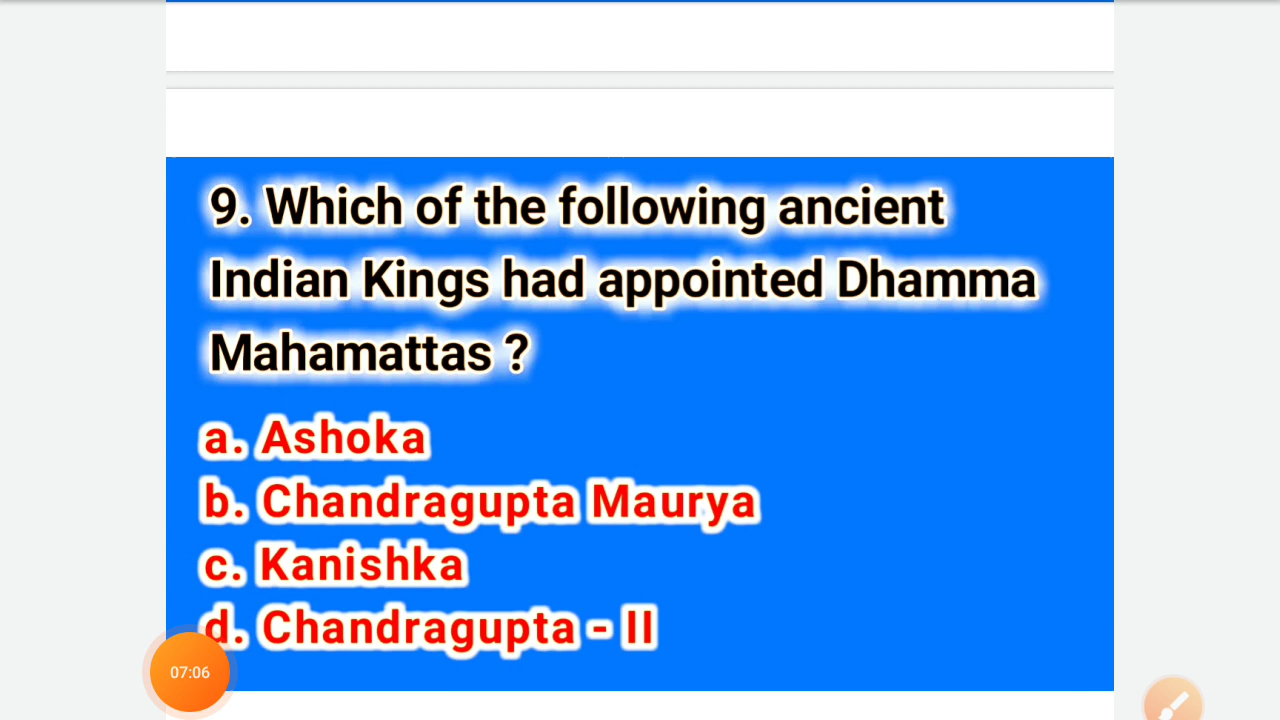 9. Which of the following ancient
Indian Kings had appointed Dhamma
Mahamattas ?
a. Ashoka
b. Chandragupta Maurya
c. Kanishka
d. Chandragupta - II
07:06